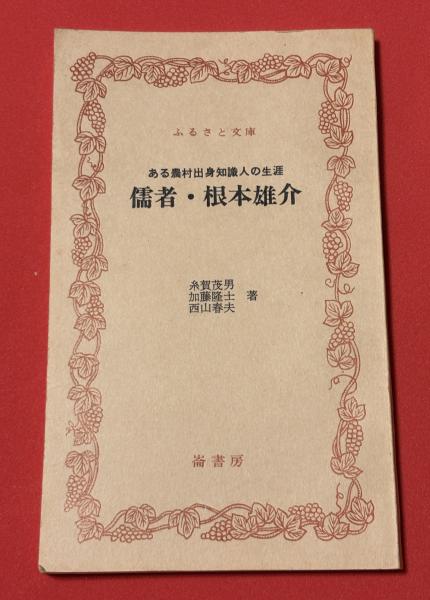 ふるさと文庫
ある農村出身知識人の生涯
儒者・根本雄介
糸賀茂男
加藤隆士 著
西山春夫
崙書房